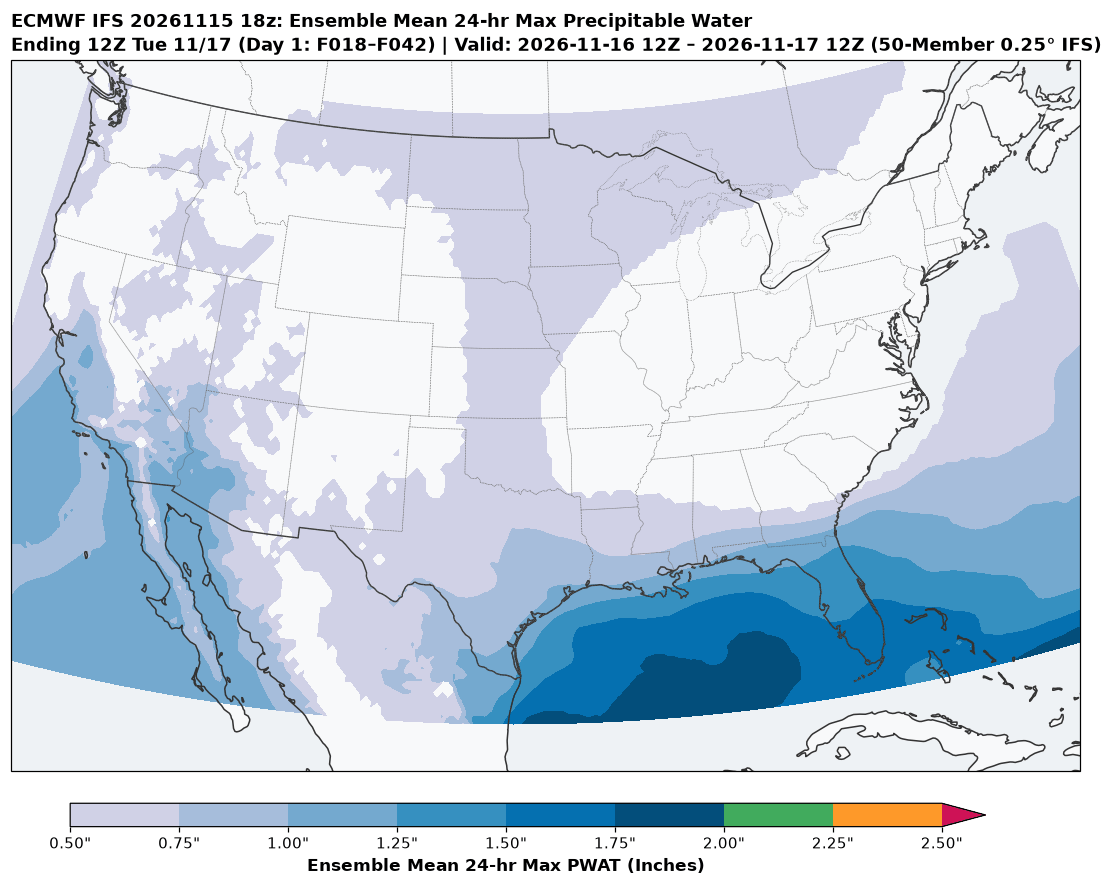 ECMWF IFS 20261115 18z: Ensemble Mean 24-hr Max Precipitable Water
Ending 12Z Tue 11/17 (Day 1: F018–F042) | Valid: 2026-11-16 12Z – 2026-11-17 12Z (50-Member 0.25° IFS)
0.50" 0.75" 1.00" 1.25" 1.50" 1.75" 2.00" 2.25" 2.50"
Ensemble Mean 24-hr Max PWAT (Inches)